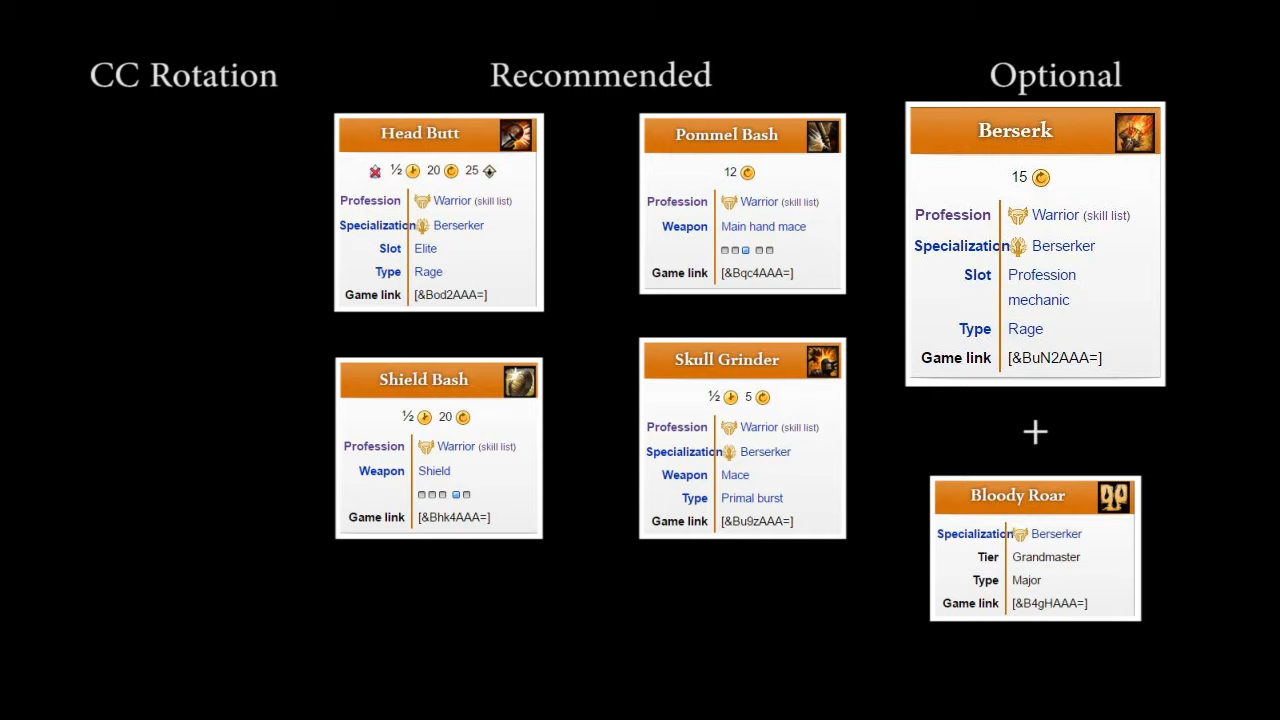 CC Rotation
Recommended
Optional
Head Butt
½ 20 25
Profession Warrior (skill list)
Specialization Berserker
Slot Elite
Type Rage
Game link [&Bod2AAA=]
Shield Bash
½ 20
Profession Warrior (skill list)
Weapon Shield
Game link [&Bhk4AAA=]
Pommel Bash
12
Profession Warrior (skill list)
Weapon Main hand mace
Game link [&Bqc4AAA=]
Skull Grinder
½ 5
Profession Warrior (skill list)
Specialization Berserker
Weapon Mace
Type Primal burst
Game link [&Bu9zAAA=]
Berserk
15
Profession Warrior (skill list)
Specialization Berserker
Slot Profession
mechanic
Type Rage
Game link [&BuN2AAA=]
+
Bloody Roar
Specialization Berserker
Tier Grandmaster
Type Major
Game link [&B4gHAAA=]